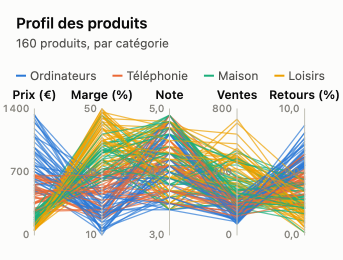 Profil des produits
160 produits, par catégorie
Ordinateurs Téléphonie Maison Loisirs
Prix (€) Marge (%) Note Ventes Retours (%)
1400 50 5,0 800 10,0
700
0 10 3,0 0 0,0